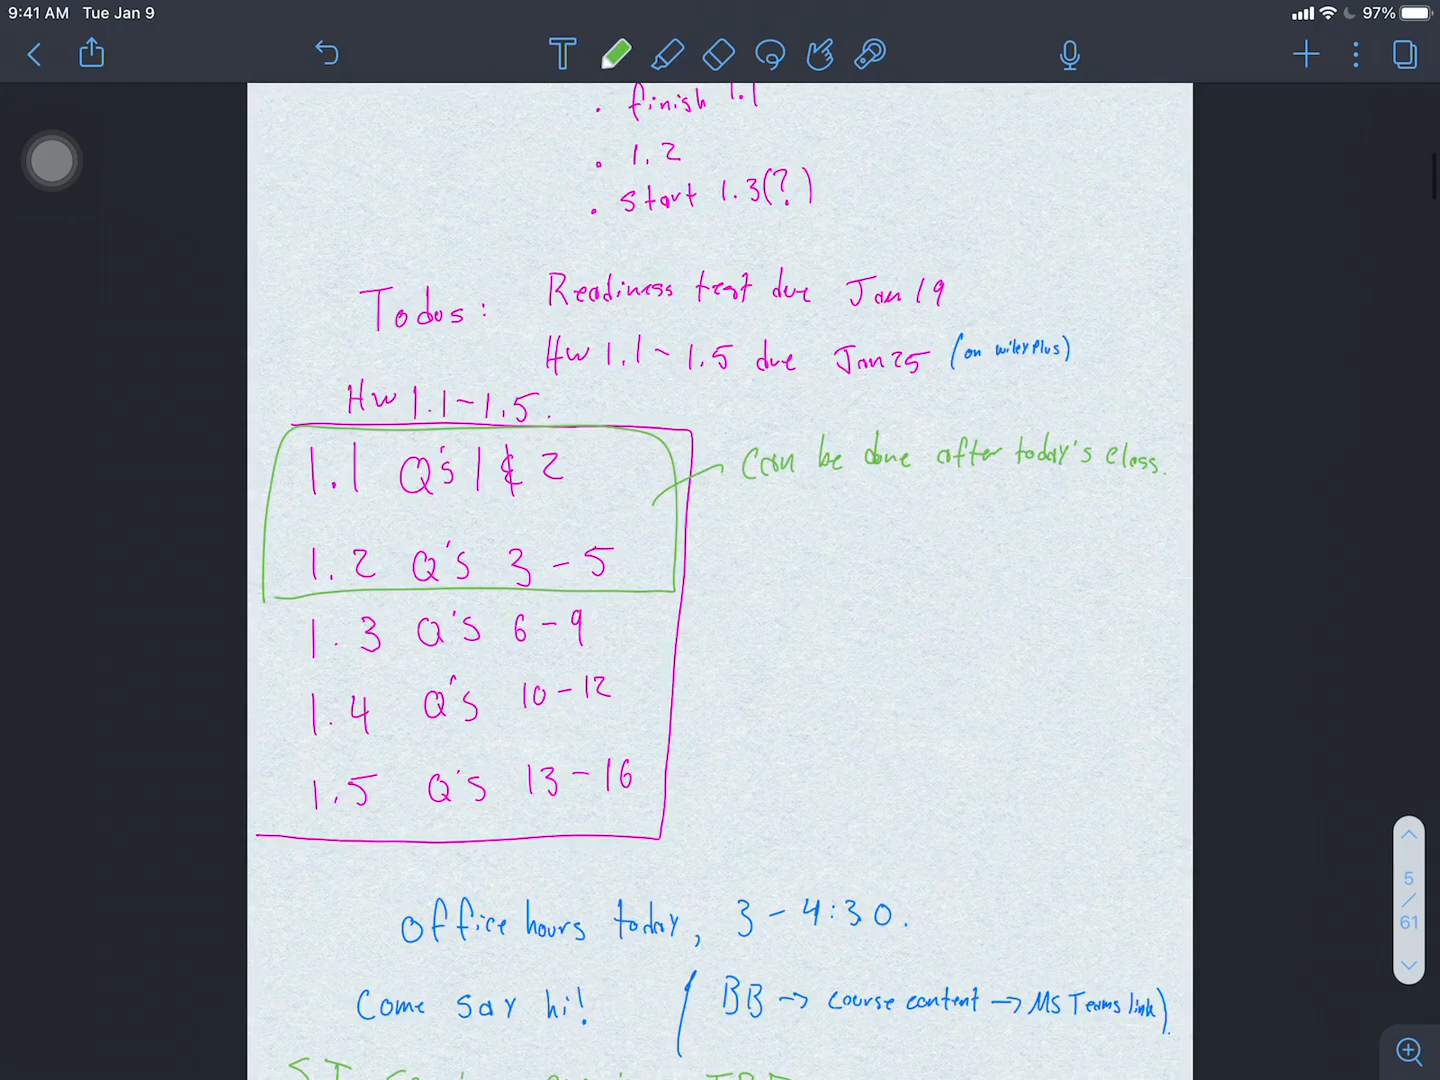 9:41 AM Tue Jan 9
97%
T
. finish 1.1
. 1.2
. start 1.3(?)
Todos: Readiness test due Jan 19
Hw 1.1 ~ 1.5 due Jan 25 (on wileyplus)
Hw 1.1 ~ 1.5.
1.1 Q's 1 & 2
can be done after today's class.
1.2 Q's 3 - 5
1.3 Q's 6 - 9
1.4 Q's 10 - 12
1.5 Q's 13 - 16
5
/
61
office hours today, 3 - 4:30.
Come say hi! (BB → course content → MS Teams link).